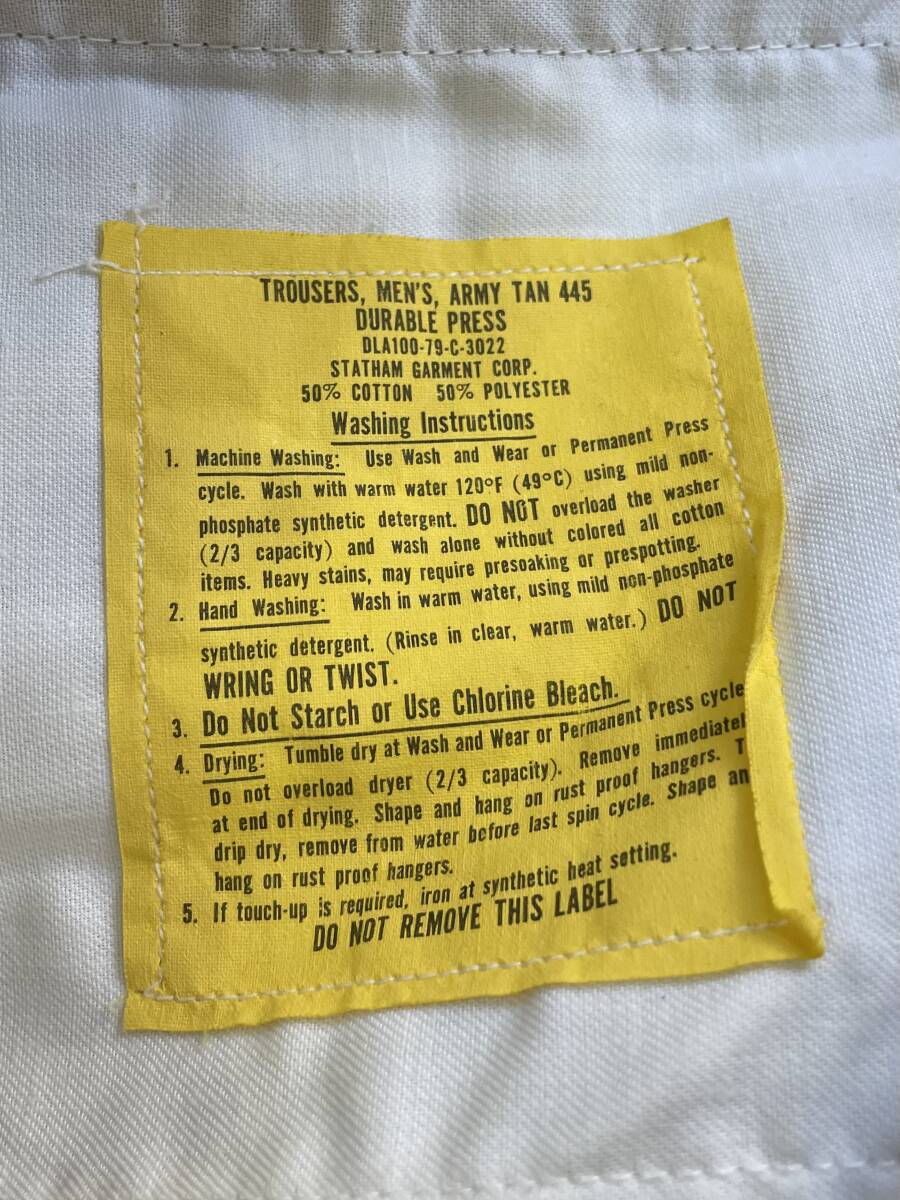 TROUSERS, MEN'S, ARMY TAN 445
DURABLE PRESS
DLA100-79-C-3022
STATHAM GARMENT CORP.
50% COTTON 50% POLYESTER
Washing Instructions
1. Machine Washing: Use Wash and Wear or Permanent Press
cycle. Wash with warm water 120°F (49°C) using mild non-
phosphate synthetic detergent. DO NOT overload the washer
(2/3 capacity) and wash alone without colored all cotton
items. Heavy stains, may require presoaking or prespotting.
2. Hand Washing: Wash in warm water, using mild non-phosphate
synthetic detergent. (Rinse in clear, warm water.) DO NOT
WRING OR TWIST.
3. Do Not Starch or Use Chlorine Bleach.
4. Drying: Tumble dry at Wash and Wear or Permanent Press cycle
Do not overload dryer (2/3 capacity). Remove immediatel
at end of drying. Shape and hang on rust proof hangers. T
drip dry, remove from water before last spin cycle. Shape an
hang on rust proof hangers.
5. If touch-up is required, iron at synthetic heat setting.
DO NOT REMOVE THIS LABEL